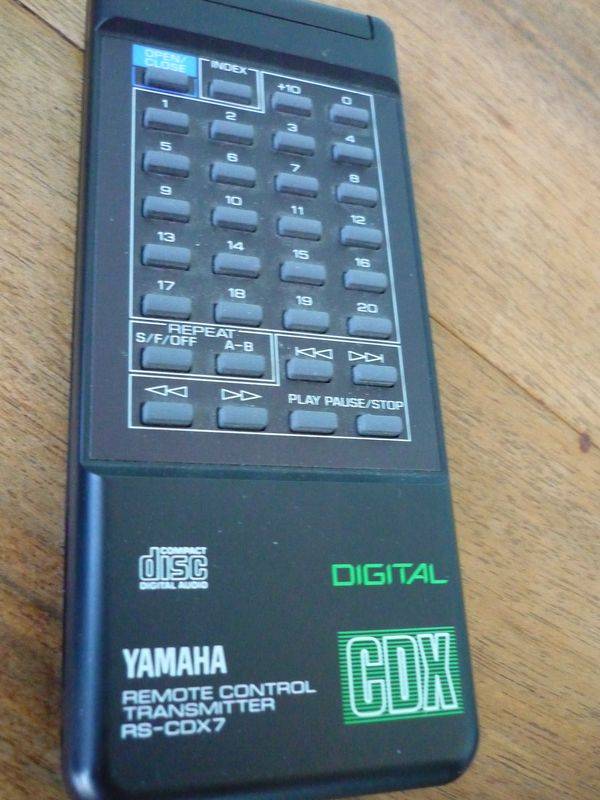 OPEN/
CLOSE
INDEX
+10
0
1
2
3
4
5
6
7
8
9
10
11
12
13
14
15
16
17
18
19
20
REPEAT
S/F/OFF
A-B
PLAY PAUSE/STOP
COMPACT
disc
DIGITAL AUDIO
DIGITAL
YAMAHA
CDX
REMOTE CONTROL
TRANSMITTER
RS-CDX7